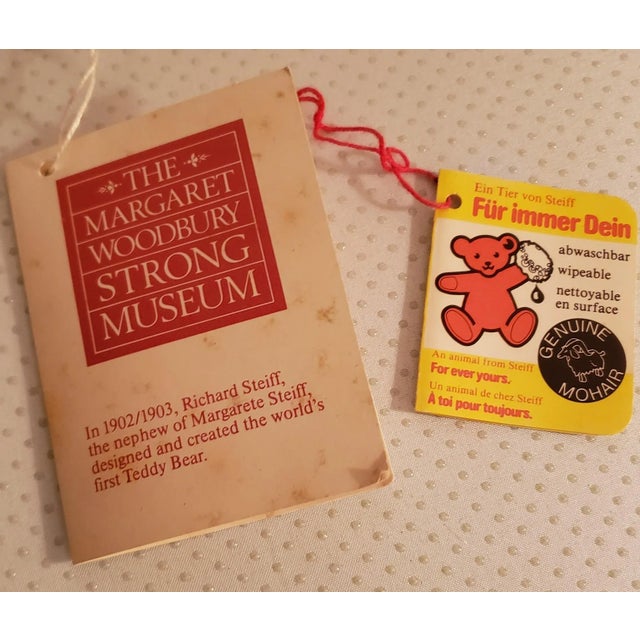 THE
MARGARET
WOODBURY
STRONG
MUSEUM
In 1902/1903, Richard Steiff,
the nephew of Margarete Steiff,
designed and created the world's
first Teddy Bear.
Ein Tier von Steiff
Für immer Dein
abwaschbar
wipeable
nettoyable
en surface
GENUINE
MOHAIR
An animal from Steiff
For ever yours.
Un animal de chez Steiff
À toi pour toujours.